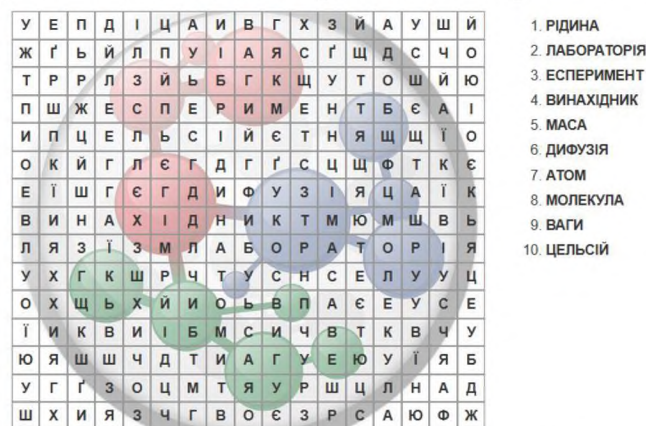 У Е П Д І Ц А И В Г Х З Й А У Ш Й
Ж Ґ Ь Й Л П У І А Я С Ґ Щ Д С Ч О
Т Р Р Л З Й Ь Б Г К Щ У Т О Ш Й Ю
П Ш Ж Е С П Е Р И М Е Н Т Б Є А І
И П Ц Е Л Ь С І Й Є Т Н Я Щ Щ Ї О
О К Й Г Л Є Г Д Г Ґ С Ц Щ Ф Т К Є
Е Ї Ш Г Є Г Д И Ф У З І Я Ц А Ї К
В И Н А Х І Д Н И К Т М Ю М Ш В Ь
Л Я З Ї З М Л А Б О Р А Т О Р І Я
У Х Г К Ш Р Ч Т У С Н С Е Л У У Ц
О Х Щ Ь Х Й И О Ь В П А Є Е У С Е
Ї И К В И І Б М С И Ч В Т К В Ч У
Ю Я Ш Ш Ч Д Т И А Г У Е Ю У Ї Я Б
У Г Ґ З О Ц М Т Я У Р Ш Ц Л Н А Д
Ш Х И Я З Ч Г В О Є З Р С А Ю Ф Ж
1. РІДИНА
2. ЛАБОРАТОРІЯ
3. ЕСПЕРИМЕНТ
4. ВИНАХІДНИК
5. МАСА
6. ДИФУЗІЯ
7. АТОМ
8. МОЛЕКУЛА
9. ВАГИ
10. ЦЕЛЬСІЙ